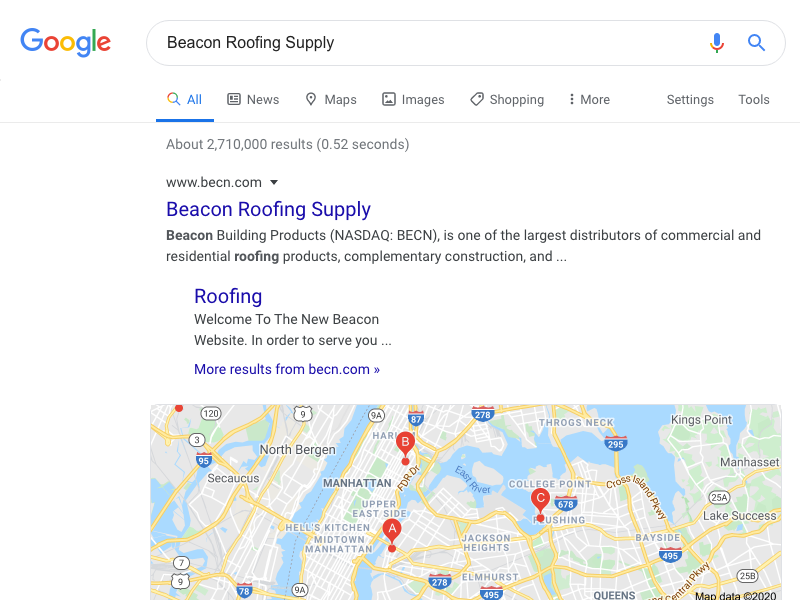 Google
Beacon Roofing Supply
All
News
Maps
Images
Shopping
More
Settings
Tools
About 2,710,000 results (0.52 seconds)
www.becn.com
Beacon Roofing Supply
Beacon Building Products (NASDAQ: BECN), is one of the largest distributors of commercial and
residential roofing products, complementary construction, and ...
Roofing
Welcome To The New Beacon
Website. In order to serve you ...
More results from becn.com »
120
9
9A
87
278
THROGS NECK
Kings Point
3
95
North Bergen
HAR
B
295
Manhasset
Secaucus
MANHATTAN
FDR Dr
East River
COLLEGE POINT
Cross Island Pkwy
25A
UPPER
EAST SIDE
C
678
Lake Success
HELL'S KITCHEN
A
FLUSHING
MIDTOWN
MANHATTAN
JACKSON
HEIGHTS
BAYSIDE
495
7
9
78
9A
278
ELMHURST
495
QUEENS
Central Pkwy
25B
Map data ©2020